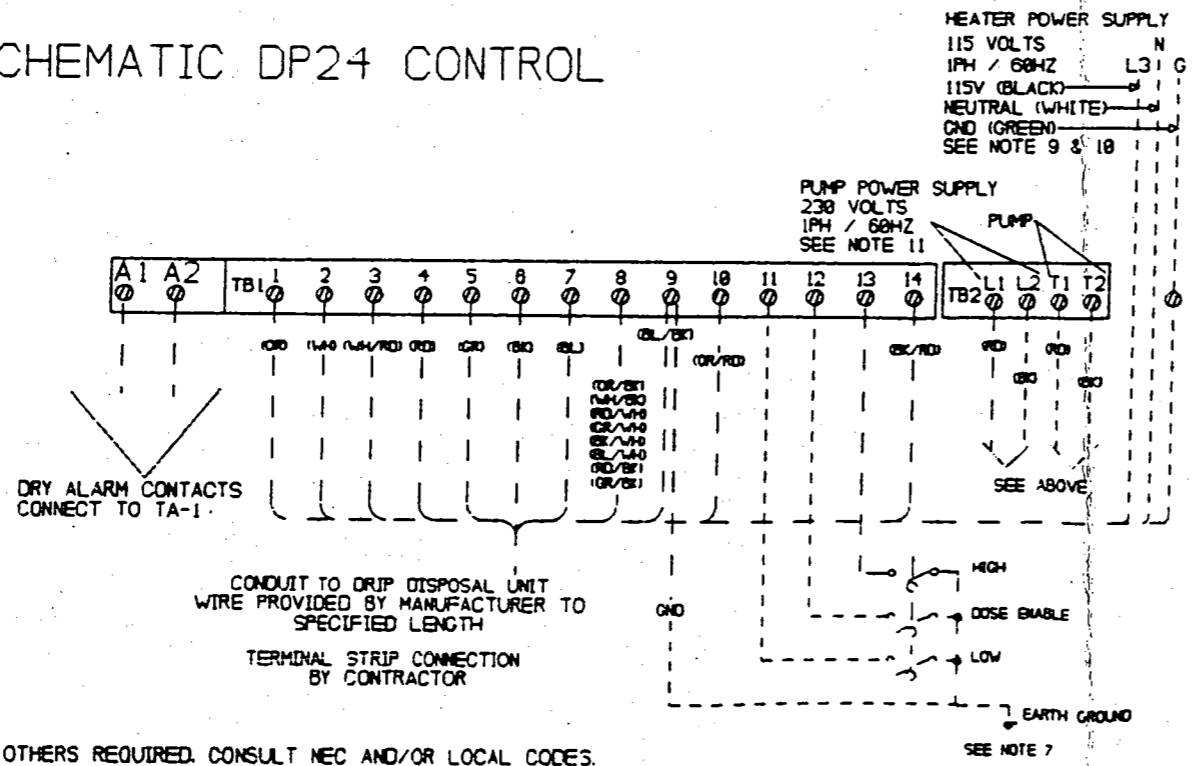 CHEMATIC DP24 CONTROL
HEATER POWER SUPPLY
115 VOLTS N
1PH / 60HZ L3 G
115V (BLACK)
NEUTRAL (WHITE)
GND (GREEN)
SEE NOTE 9 & 10
PUMP POWER SUPPLY
230 VOLTS
1PH / 60HZ
SEE NOTE 11
PUMP
A1 A2 TB1 1 2 3 4 5 6 7 8 9 10 11 12 13 14 TB2 L1 L2 T1 T2
(OR) (WH) (WH/RD) (RD) (GR) (BK) (BL) (BL/BK) (OR/RD) (BK/RD) (RD) (BK) (RD) (BK)
(OR/BK)
(WH/BK)
(RD/WH)
(GR/WH)
(BK/WH)
(BL/WH)
(RD/BK)
(GR/BK)
DRY ALARM CONTACTS
CONNECT TO TA-1
SEE ABOVE
CONDUIT TO DRIP DISPOSAL UNIT
WIRE PROVIDED BY MANUFACTURER TO
SPECIFIED LENGTH
TERMINAL STRIP CONNECTION
BY CONTRACTOR
GND
HIGH
DOSE ENABLE
LOW
EARTH GROUND
SEE NOTE 7
OTHERS REQUIRED. CONSULT NEC AND/OR LOCAL CODES.